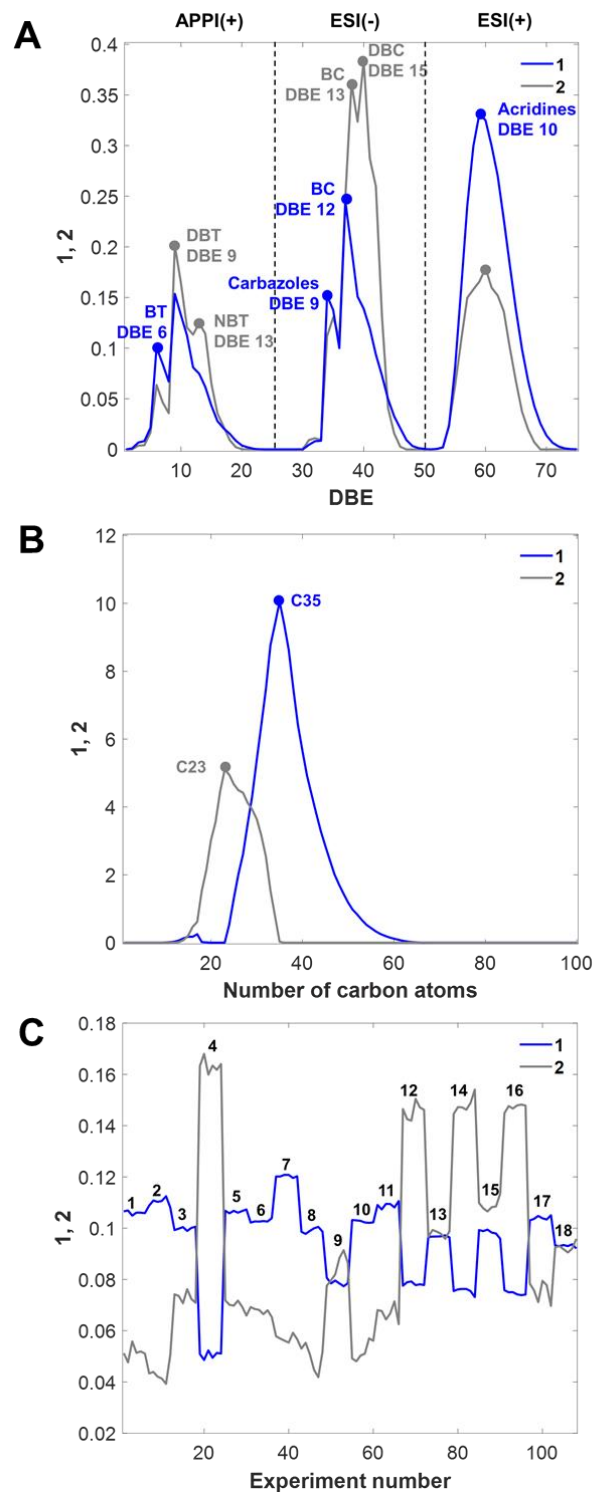 A
APPI(+) ESI(-) ESI(+)
0.4
0.35
0.3
0.25
0.2
0.15
0.1
0.05
0
1, 2
DBC
DBE 15
BC
DBE 13
BC
DBE 12
1
2
Acridines
DBE 10
DBT
DBE 9
Carbazoles
DBE 9
BT
DBE 6
NBT
DBE 13
10 20 30 40 50 60 70
DBE
B
12
10
8
6
4
2
0
1, 2
1
2
C35
C23
20 40 60 80 100
Number of carbon atoms
C
0.18
0.16
0.14
0.12
0.1
0.08
0.06
0.04
0.02
1, 2
1
2
1 2 3 4 5 6 7 8 9 10 11 12 13 14 15 16 17 18
20 40 60 80 100
Experiment number